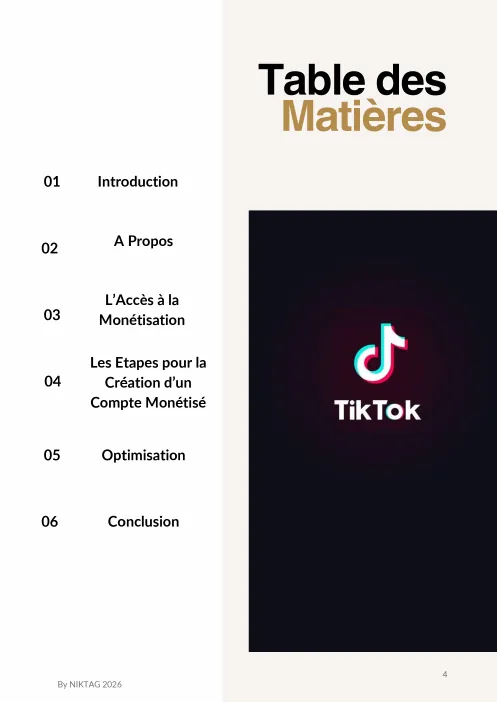 Table des
Matières
01 Introduction
02 A Propos
03 L’Accès à la
Monétisation
04 Les Etapes pour la
Création d’un
Compte Monétisé
05 Optimisation
06 Conclusion
TikTok
4
By NIKTAG 2026